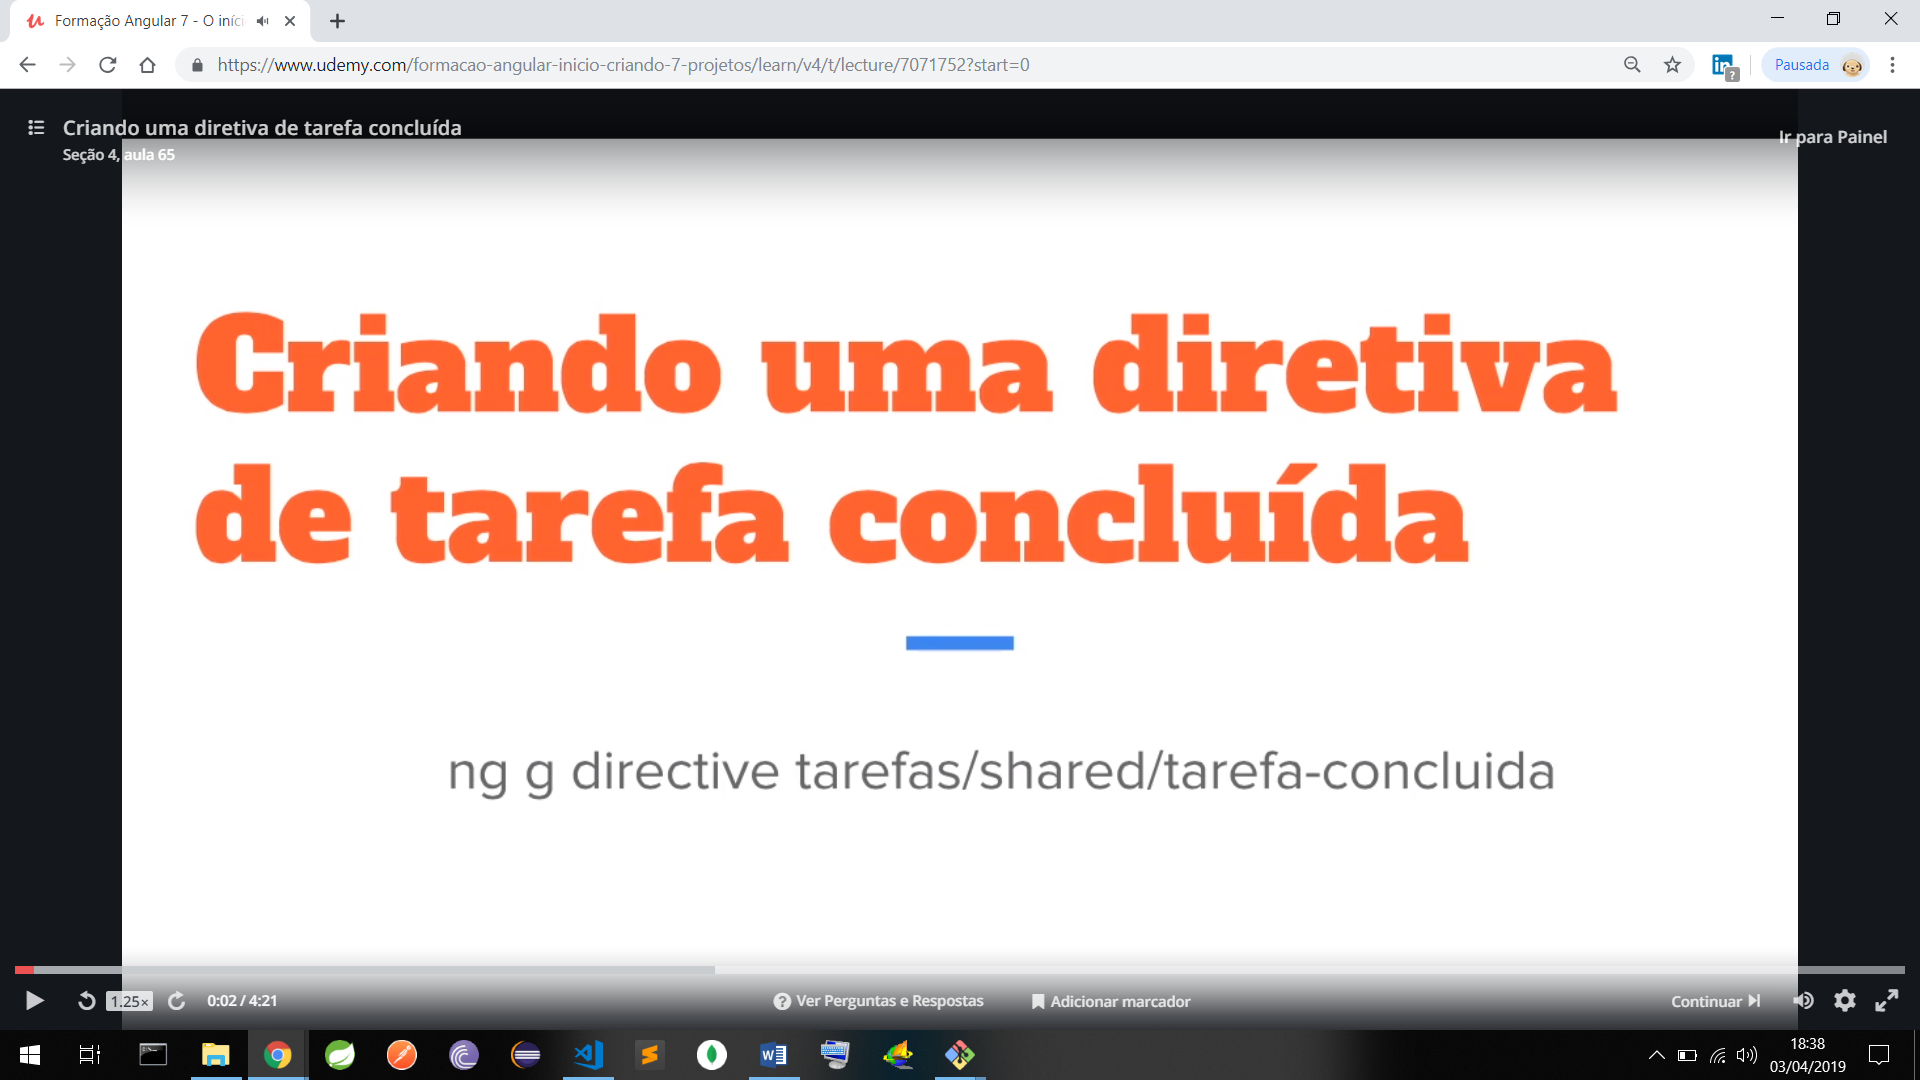 Formação Angular 7 - O iníc
https://www.udemy.com/formacao-angular-inicio-criando-7-projetos/learn/v4/t/lecture/7071752?start=0
Pausada
Criando uma diretiva de tarefa concluída
Seção 4, aula 65
Ir para Painel
Criando uma diretiva
de tarefa concluída
ng g directive tarefas/shared/tarefa-concluida
1.25×
0:02 / 4:21
Ver Perguntas e Respostas
Adicionar marcador
Continuar
18:38
03/04/2019